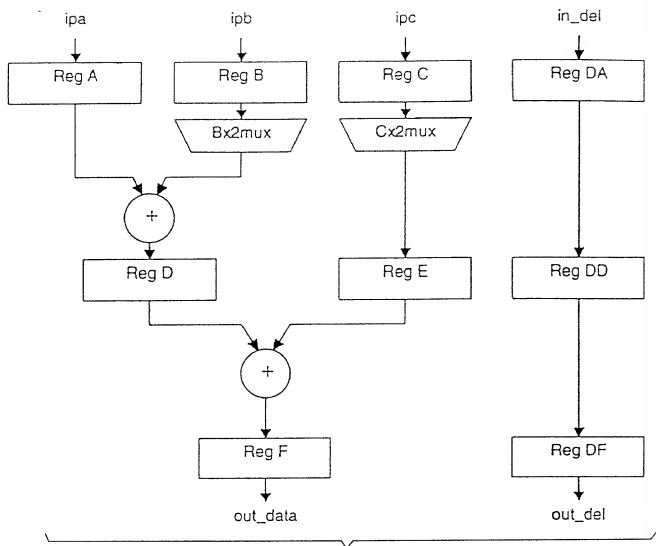 ipa ipb ipc in_del
Reg A Reg B Reg C Reg DA
Bx2mux Cx2mux
+
Reg D Reg E Reg DD
+
Reg F Reg DF
out_data out_del